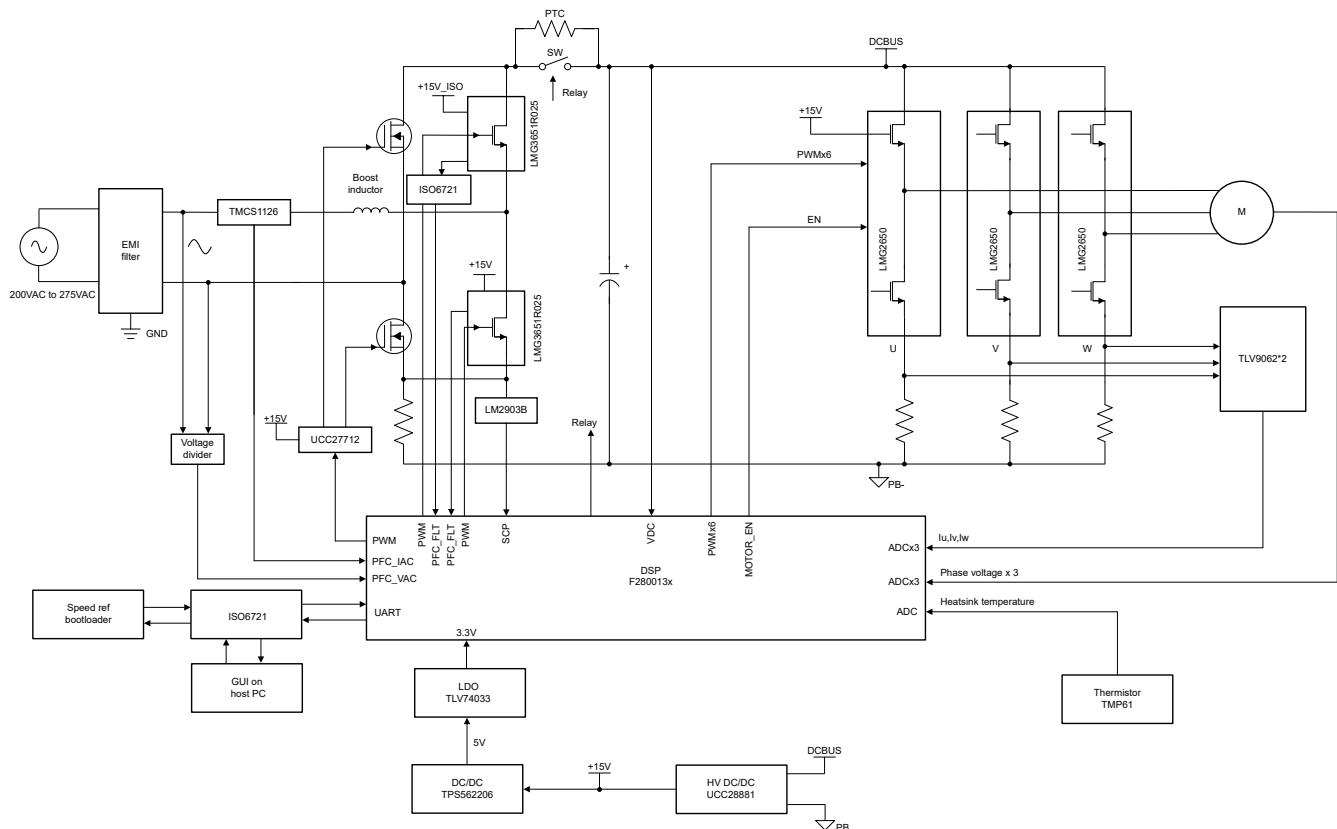 PTC
SW
Relay
DCBUS
+15V_ISO
LMG3651R025
ISO6721
+15V
PWMx6
EN
LMG2650
LMG2650
LMG2650
M
Boost
inductor
TMCS1126
EMI
filter
200VAC to 275VAC
GND
+15V
LMG3651R025
+
U
V
W
TLV9062*2
LM2903B
+15V
UCC27712
Voltage
divider
Relay
PB-
PWM
PFC_FLT
PFC_FLT
PWM
SCP
VDC
PWMx6
MOTOR_EN
PWM
PFC_IAC
PFC_VAC
UART
DSP
F280013x
ADCx3
ADCx3
ADC
Iu,Iv,Iw
Phase voltage x 3
Heatsink temperature
Speed ref
bootloader
ISO6721
GUI on
host PC
3.3V
LDO
TLV74033
5V
DC/DC
TPS562206
+15V
HV DC/DC
UCC28881
DCBUS
PB
Thermistor
TMP61